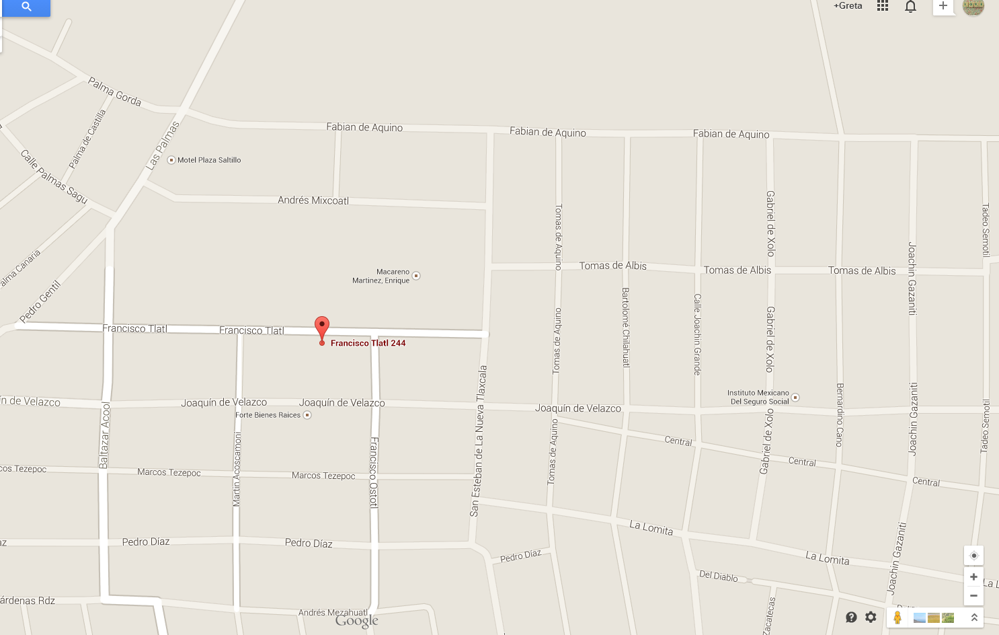 +Greta
Palma Gorda
Palma de Castilla
Las Palmas
Fabian de Aquino
Fabian de Aquino
Fabian de Aquino
Calle Palmas Sagu
Motel Plaza Saltillo
Andrés Mixcoatl
Tomas de Aquino
Gabriel de Xolo
Tadeo Semotil
alma Canaria
Pedro Gentil
Macareno
Martinez, Enrique
Tomas de Albis
Tomas de Albis
Tomas de Albis
Joachin Gazaniti
Francisco Tlatl
Francisco Tlatl
Francisco Tlatl 244
Tomas de Aquino
Bartolomé Chilahuatl
Calle Joachin Grande
Gabriel de Xolo
San Esteban de La Nueva Tlaxcala
Instituto Mexicano
Del Seguro Social
ín de Velazco
Joaquín de Velazco
Joaquín de Velazco
Joaquín de Velazco
Forte Bienes Raices
Baltazar Acool
Martin Acoscamoni
Francisco Ostotl
Tomas de Aquino
Gabriel de Xolo
Bernardino Cano
Joachin Gazaniti
Tadeo Semotil
Central
Central
Central
cos Tezepoc
Marcos Tezepoc
Marcos Tezepoc
La Lomita
La Lomita
La L
az
Pedro Díaz
Pedro Díaz
Pedro Díaz
Del Diablo
Joachin Gazaniti
Zacatecas
árdenas Rdz
Andrés Mezahuatl
Google